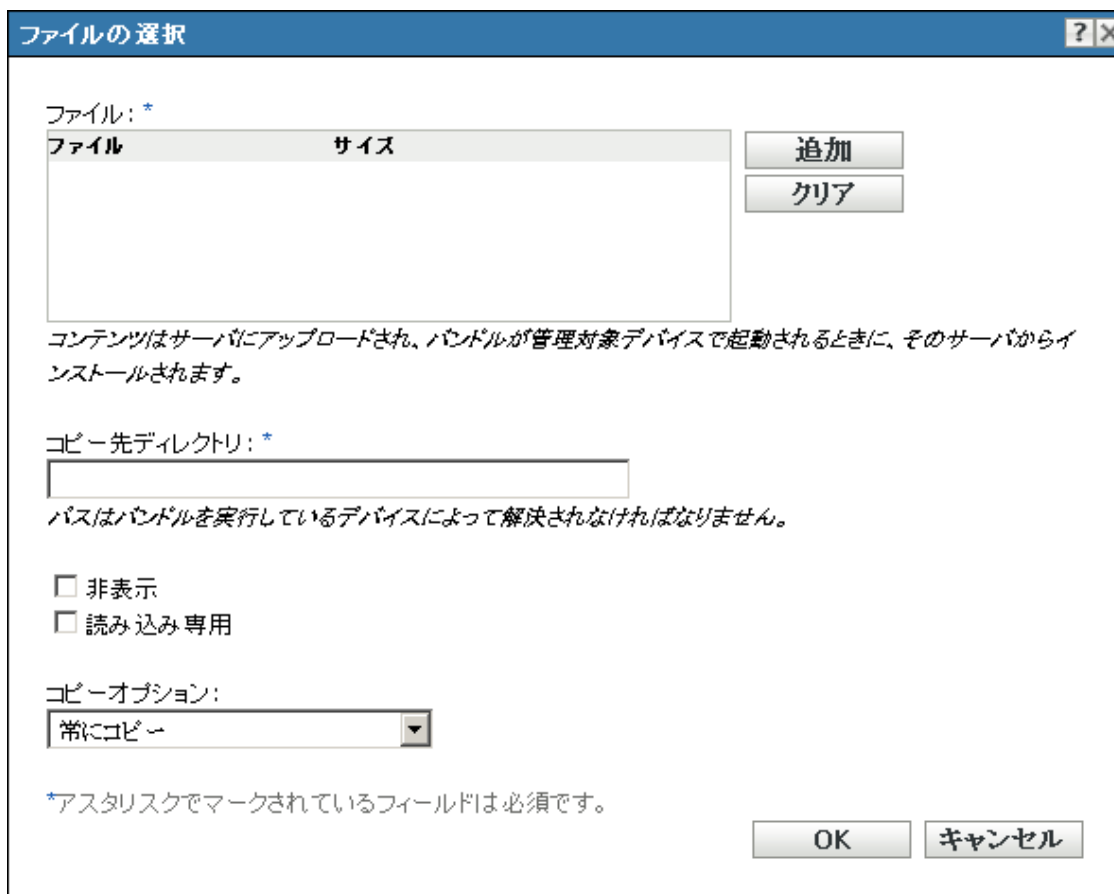 ファイルの選択
ファイル: *
ファイル サイズ
追加
クリア
コンテンツはサーバにアップロードされ、バンドルが管理対象デバイスで起動されるときに、そのサーバからイ
ンストールされます。
コピー先ディレクトリ: *
パスはバンドルを実行しているデバイスによって解決されなければなりません。
非表示
読み込み専用
コピーオプション:
常にコピー
*アスタリスクでマークされているフィールドは必須です。
OK キャンセル